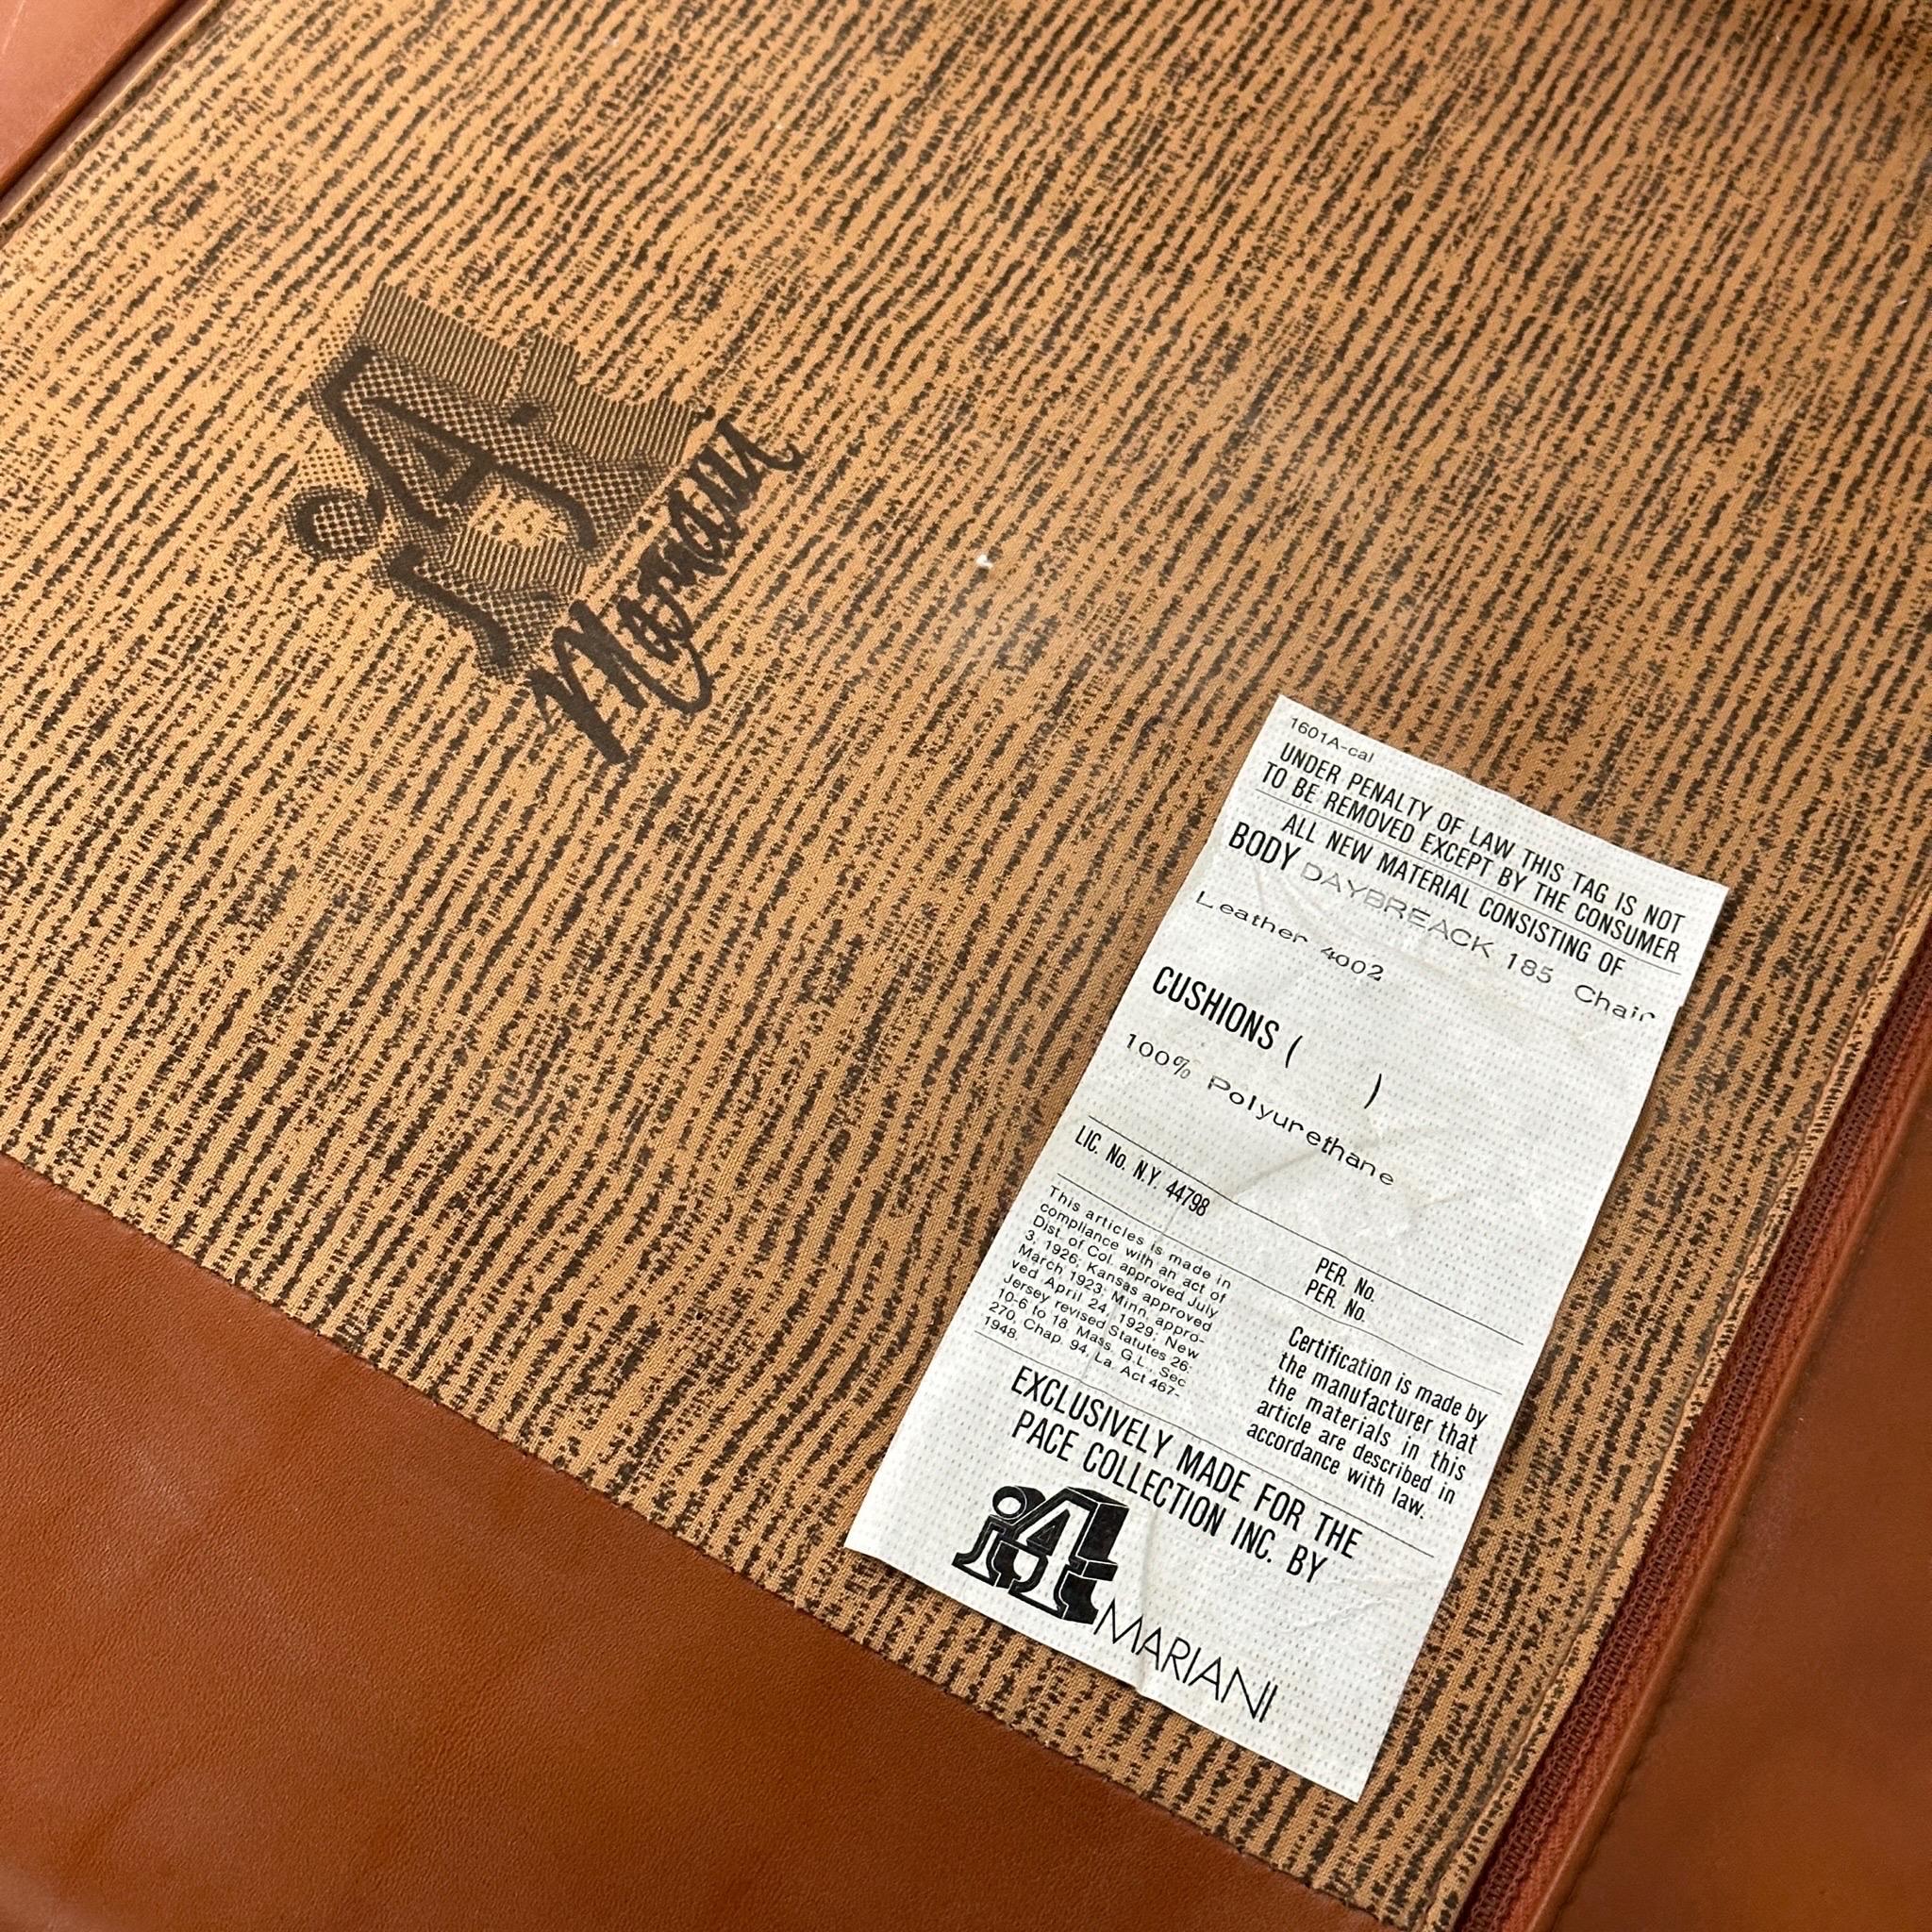 Mariani
1601A-cal
UNDER PENALTY OF LAW THIS TAG IS NOT
TO BE REMOVED EXCEPT BY THE CONSUMER
ALL NEW MATERIAL CONSISTING OF
BODY DAYBREACK 185 Chair
Leather 4002
CUSHIONS ( )
100% Polyurethane
LIC. No. N.Y. 44798
PER. No.
PER. No.
This articles is made in
compliance with an act of
Dist. of Col. approved July
3, 1926; Kansas approved
March 1923; Minn. appro-
ved April 24, 1929; New
Jersey revised Statutes 26:
10-6 to 18 Mass. G.L., Sec
270, Chap. 94, La. Act 467-
1948.
Certification is made by
the manufacturer that
the materials in this
article are described in
accordance with law.
EXCLUSIVELY MADE FOR THE
PACE COLLECTION INC. BY
MARIANI